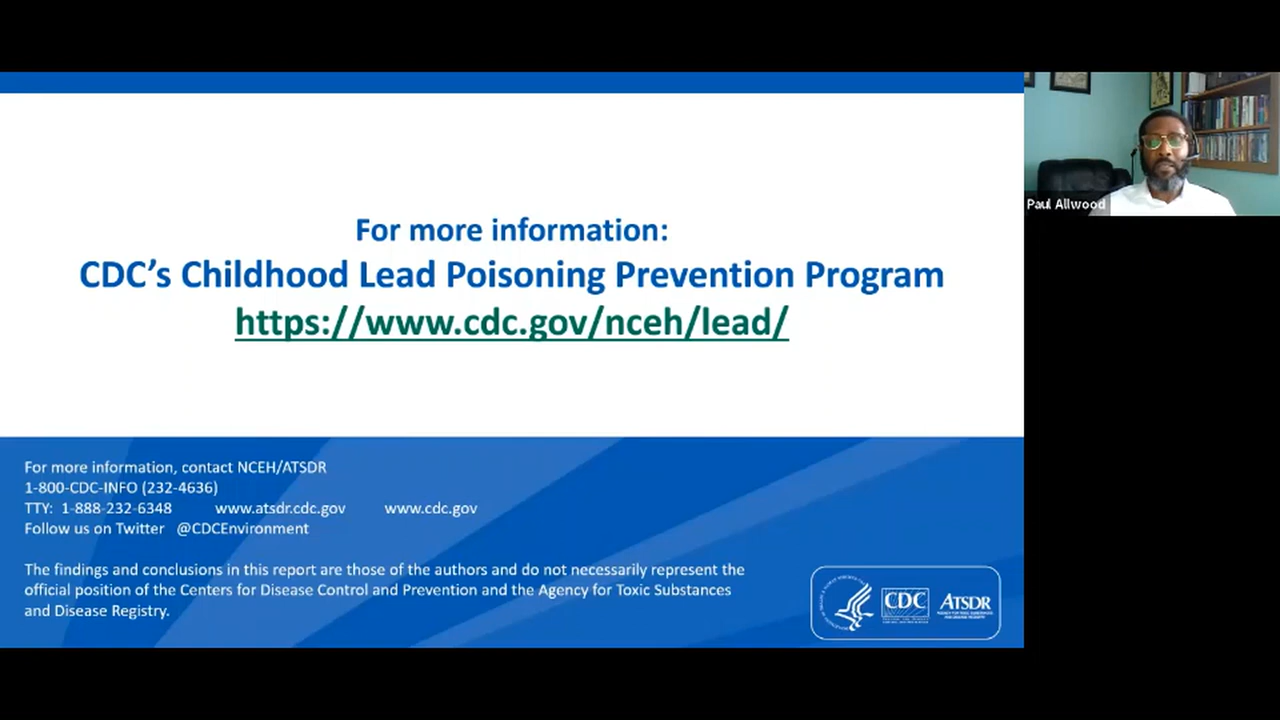 For more information:
CDC's Childhood Lead Poisoning Prevention Program
https://www.cdc.gov/nceh/lead/
Paul Allwood
For more information, contact NCEH/ATSDR
1-800-CDC-INFO (232-4636)
TTY: 1-888-232-6348 www.atsdr.cdc.gov www.cdc.gov
Follow us on Twitter @CDCEnvironment
The findings and conclusions in this report are those of the authors and do not necessarily represent the
official position of the Centers for Disease Control and Prevention and the Agency for Toxic Substances
and Disease Registry.
CDC
ATSDR